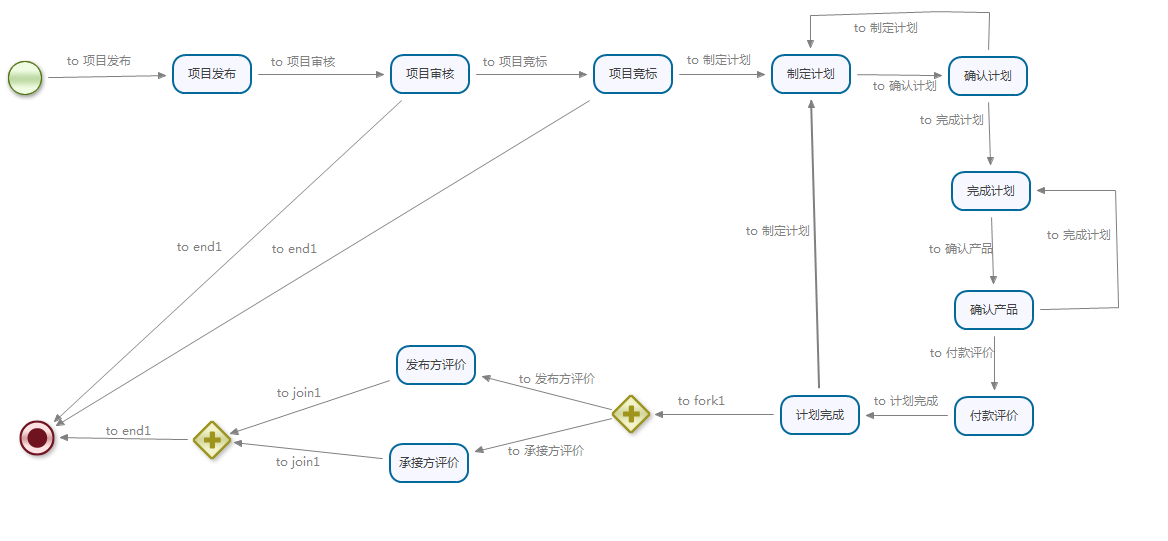 to 制定计划
to 项目发布
to 项目审核
to 项目竞标
to 制定计划
项目发布
项目审核
项目竞标
制定计划
确认计划
to 确认计划
to 完成计划
完成计划
to 制定计划
to 完成计划
to end1
to end1
to 确认产品
确认产品
to 付款评价
发布方评价
to 发布方评价
to join1
to fork1
to 计划完成
计划完成
付款评价
to end1
to 承接方评价
承接方评价
to join1